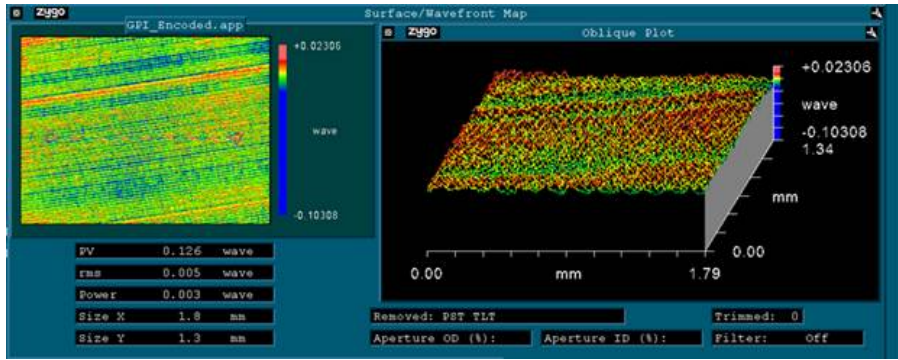 zygo Surface/Wavefront Map
GPI_Encoded.app
+0.02306
wave
-0.10308
zygo Oblique Plot
+0.02306
wave
-0.10308
1.34
mm
0.00
0.00 mm 1.79
PV 0.126 wave
rms 0.005 wave
Power 0.003 wave
Size X 1.8 mm
Size Y 1.3 mm
Removed: PST TLT
Trimmed: 0
Aperture OD (%):
Aperture ID (%):
Filter: Off